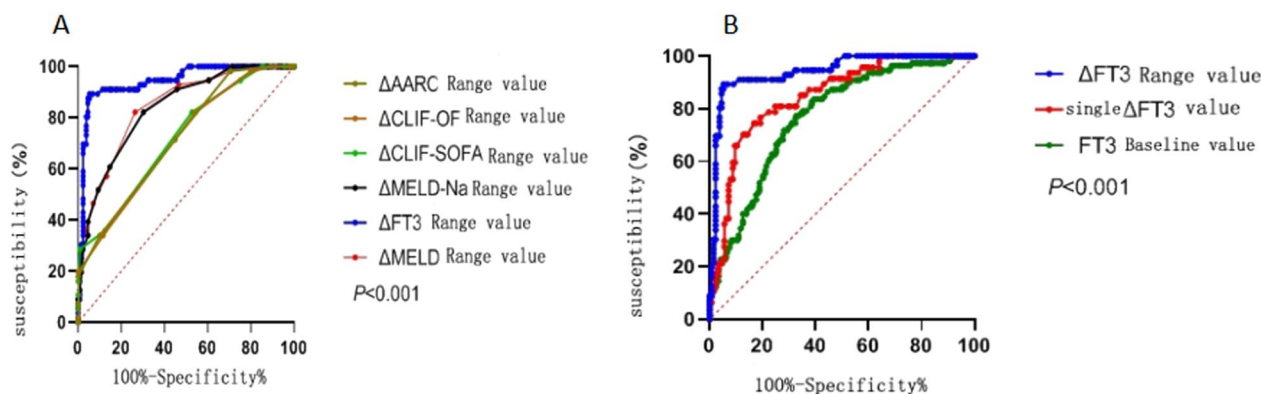 A
susceptibility (%)
100
80
60
40
20
0
0 20 40 60 80 100
100%-Specificity%
ΔAARC Range value
ΔCLIF-OF Range value
ΔCLIF-SOFA Range value
ΔMELD-Na Range value
ΔFT3 Range value
ΔMELD Range value
P<0.001
B
susceptibility (%)
100
80
60
40
20
0
0 20 40 60 80 100
100%-Specificity%
ΔFT3 Range value
single ΔFT3 value
FT3 Baseline value
P<0.001